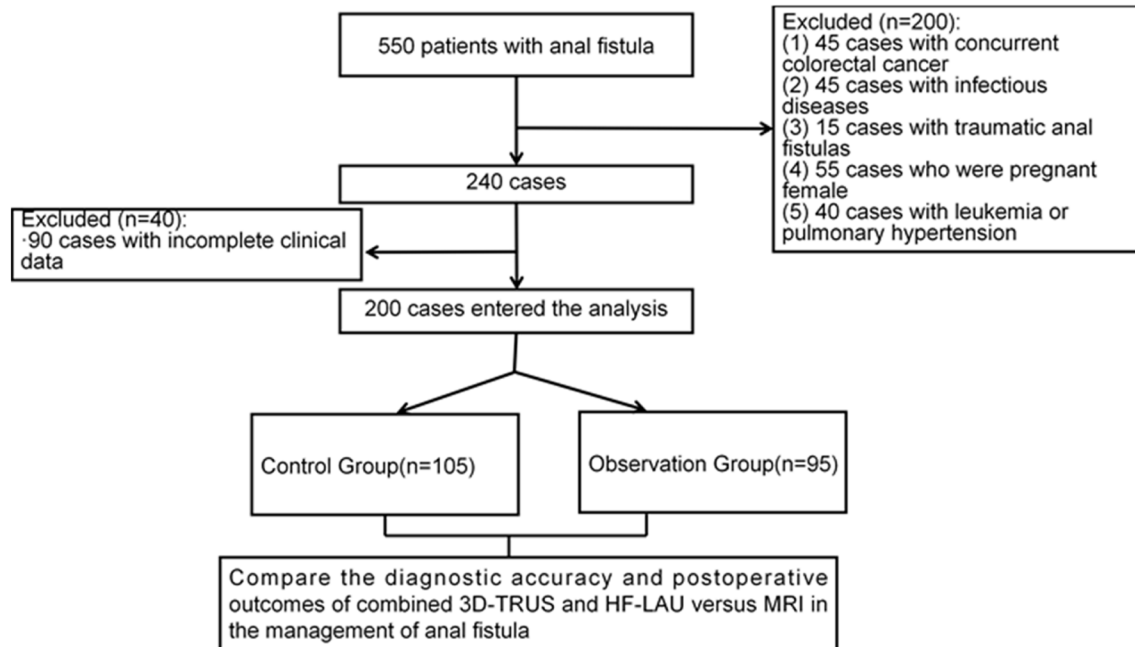 550 patients with anal fistula
Excluded (n=200):
(1) 45 cases with concurrent
colorectal cancer
(2) 45 cases with infectious
diseases
(3) 15 cases with traumatic anal
fistulas
(4) 55 cases who were pregnant
female
(5) 40 cases with leukemia or
pulmonary hypertension
240 cases
Excluded (n=40):
·90 cases with incomplete clinical
data
200 cases entered the analysis
Control Group(n=105)
Observation Group(n=95)
Compare the diagnostic accuracy and postoperative
outcomes of combined 3D-TRUS and HF-LAU versus MRI in
the management of anal fistula